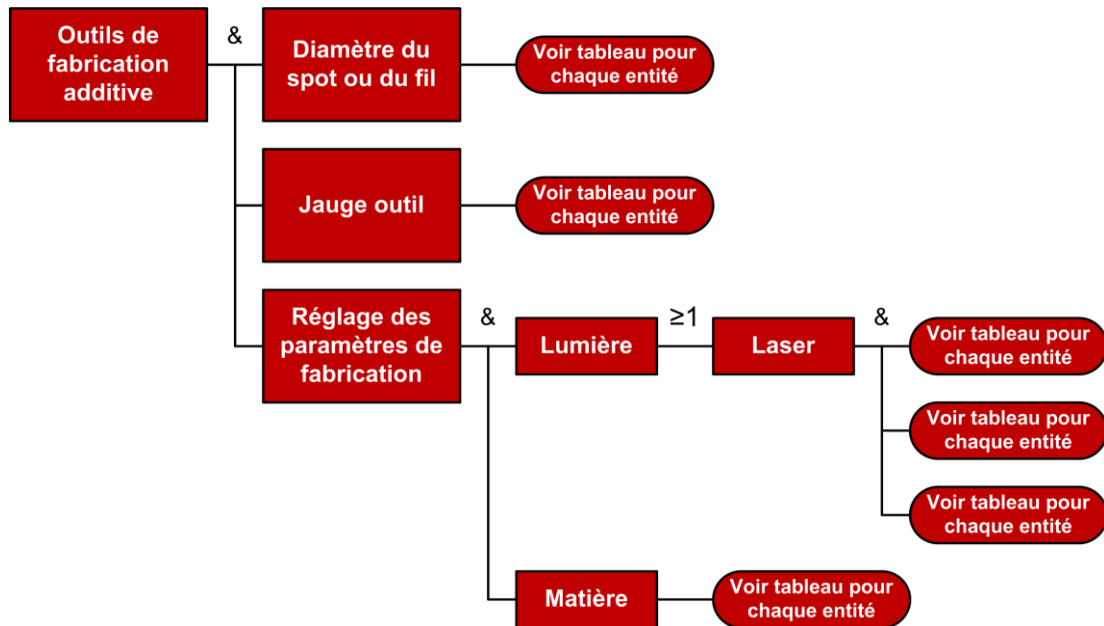 Outils de
fabrication
additive
&
Diamètre du
spot ou du fil
Voir tableau pour
chaque entité
Jauge outil
Voir tableau pour
chaque entité
Réglage des
paramètres de
fabrication
&
Lumière
≥1
Laser
&
Voir tableau pour
chaque entité
Voir tableau pour
chaque entité
Voir tableau pour
chaque entité
Matière
Voir tableau pour
chaque entité